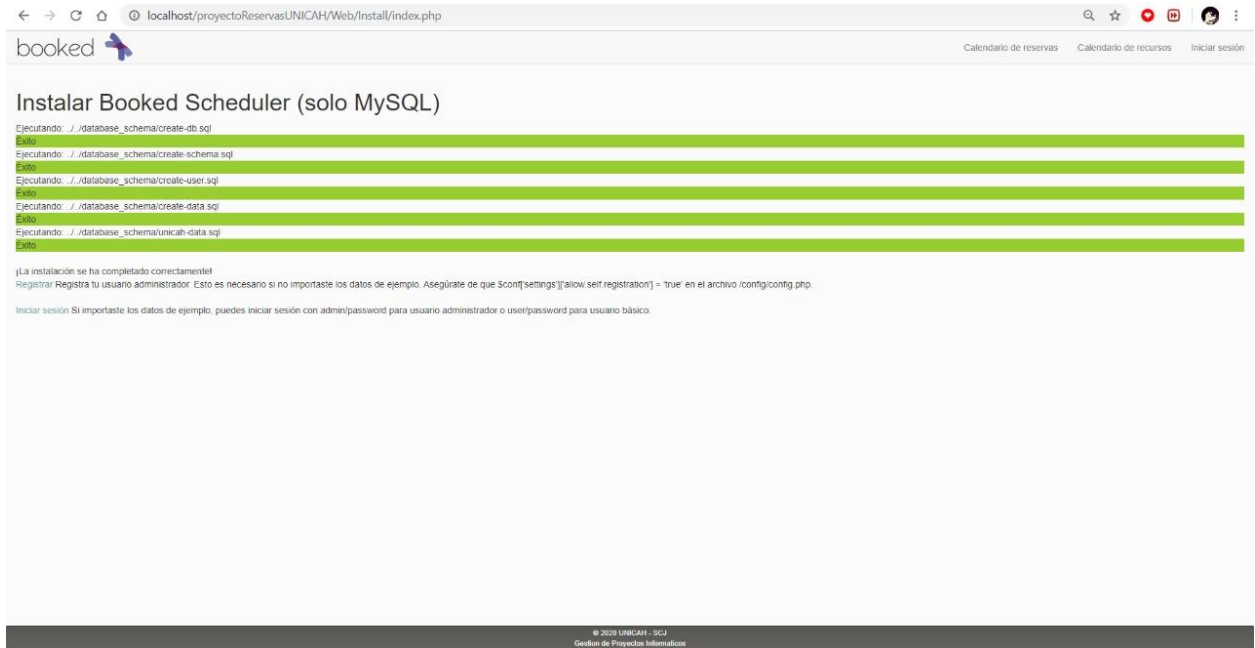 localhost/proyectoReservasUNICAH/Web/Install/index.php
booked
Calendario de reservas Calendario de recursos Iniciar sesión
Instalar Booked Scheduler (solo MySQL)
Ejecutando: ../../database_schema/create-db.sql
Éxito
Ejecutando: ../../database_schema/create-schema.sql
Éxito
Ejecutando: ../../database_schema/create-user.sql
Éxito
Ejecutando: ../../database_schema/create-data.sql
Éxito
Ejecutando: ../../database_schema/unicah-data.sql
Éxito
¡La instalación se ha completado correctamente!
Registrar Registra tu usuario administrador. Esto es necesario si no importaste los datos de ejemplo. Asegúrate de que $conf['settings']['allow.self.registration'] = 'true' en el archivo /config/config.php.
Iniciar sesión Si importaste los datos de ejemplo, puedes iniciar sesión con admin/password para usuario administrador o user/password para usuario básico.
© 2020 UNICAH - SCJ
Gestion de Proyectos Informaticos